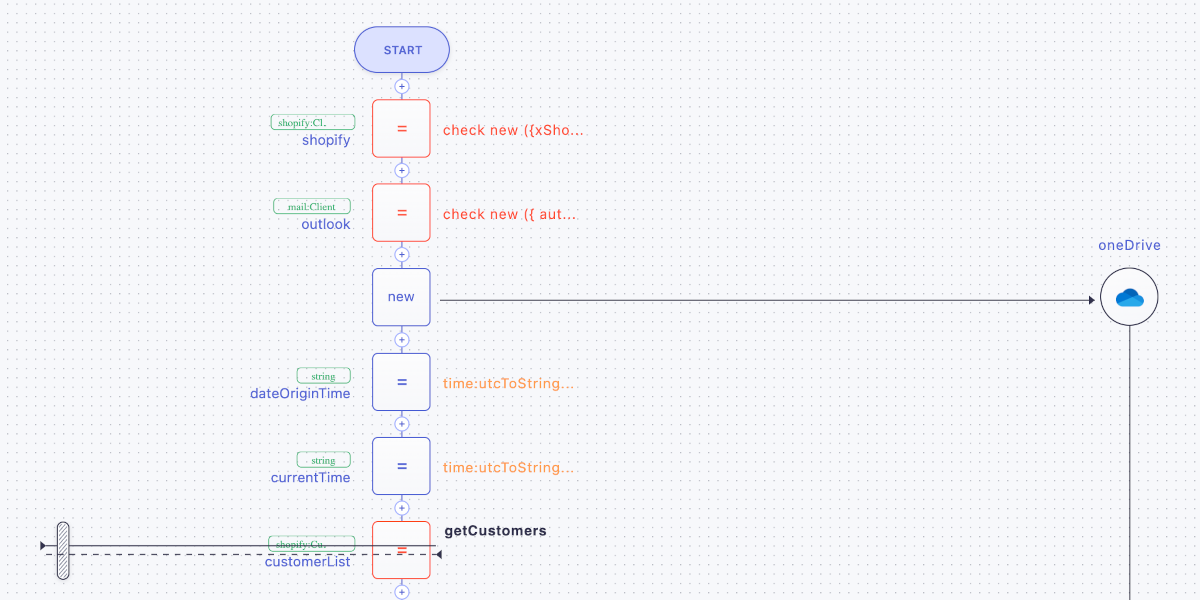 START
shopify:Cl.
shopify
=
check new ({xSho...
mail:Client
outlook
=
check new ({ aut...
oneDrive
new
string
dateOriginTime
=
time:utcToString...
string
currentTime
=
time:utcToString...
getCustomers
shopify:Cu.
customerList
=